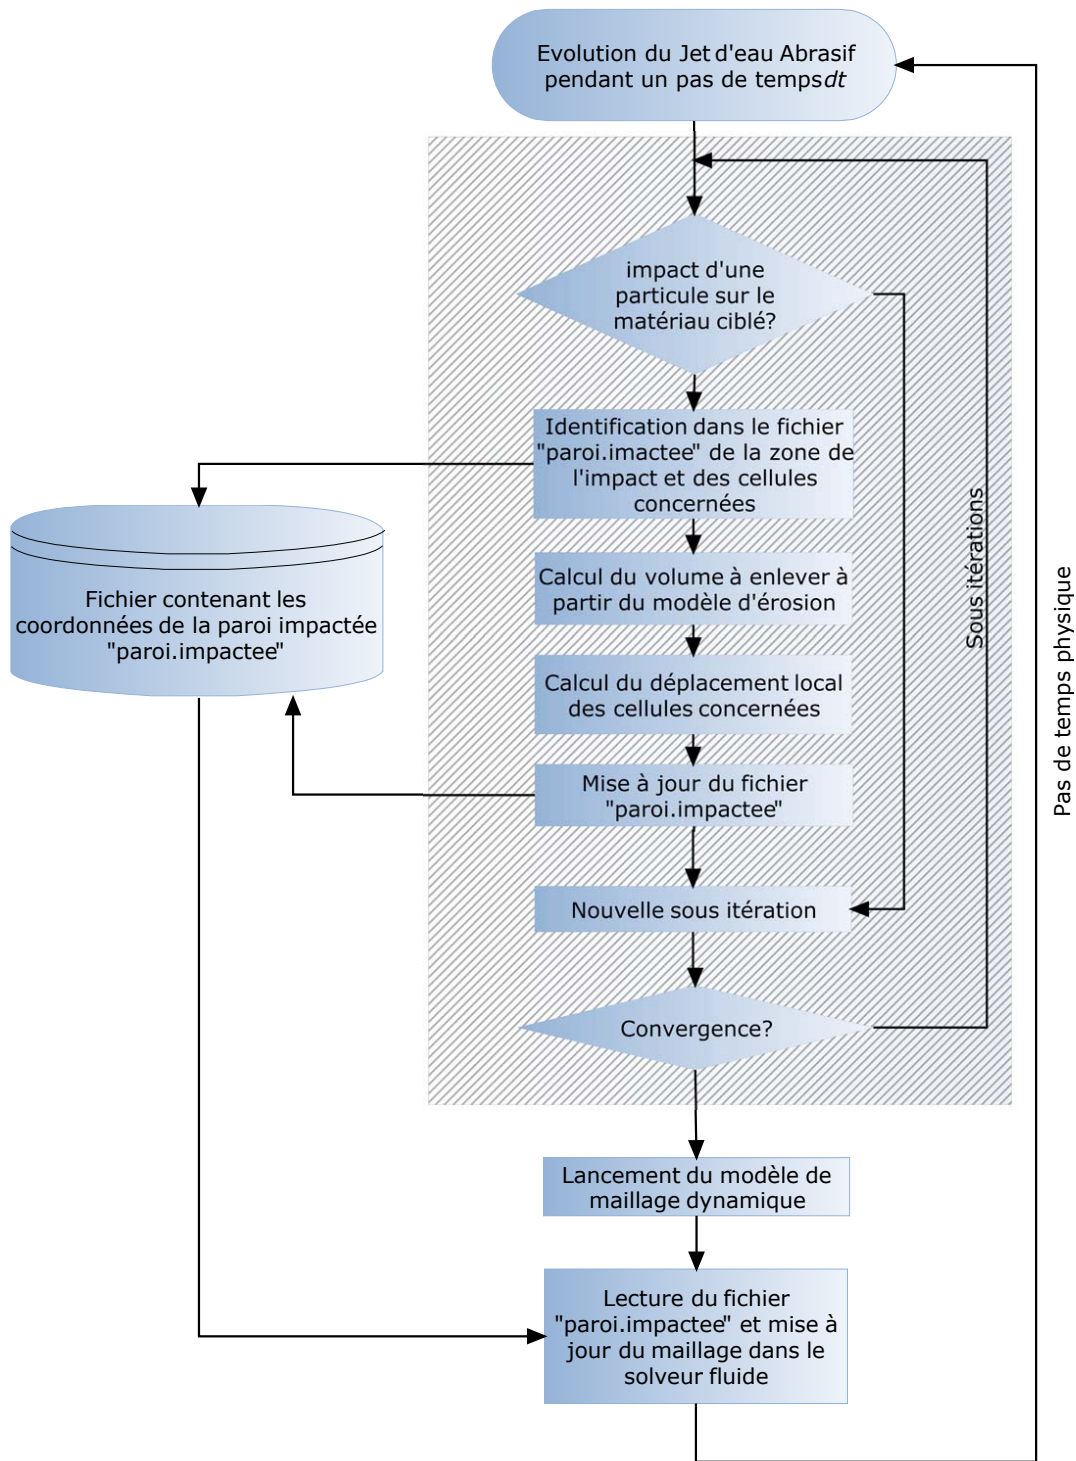 Evolution du Jet d'eau Abrasif
pendant un pas de temps dt
impact d'une
particule sur le
matériau ciblé?
Identification dans le fichier
"paroi.imactee" de la zone de
l'impact et des cellules
concernées
Calcul du volume à enlever à
partir du modèle d'érosion
Calcul du déplacement local
des cellules concernées
Mise à jour du fichier
"paroi.impactee"
Nouvelle sous itération
Convergence?
Sous itérations
Pas de temps physique
Fichier contenant les
coordonnées de la paroi impactée
"paroi.impactee"
Lancement du modèle de
maillage dynamique
Lecture du fichier
"paroi.impactee" et mise à
jour du maillage dans le
solveur fluide